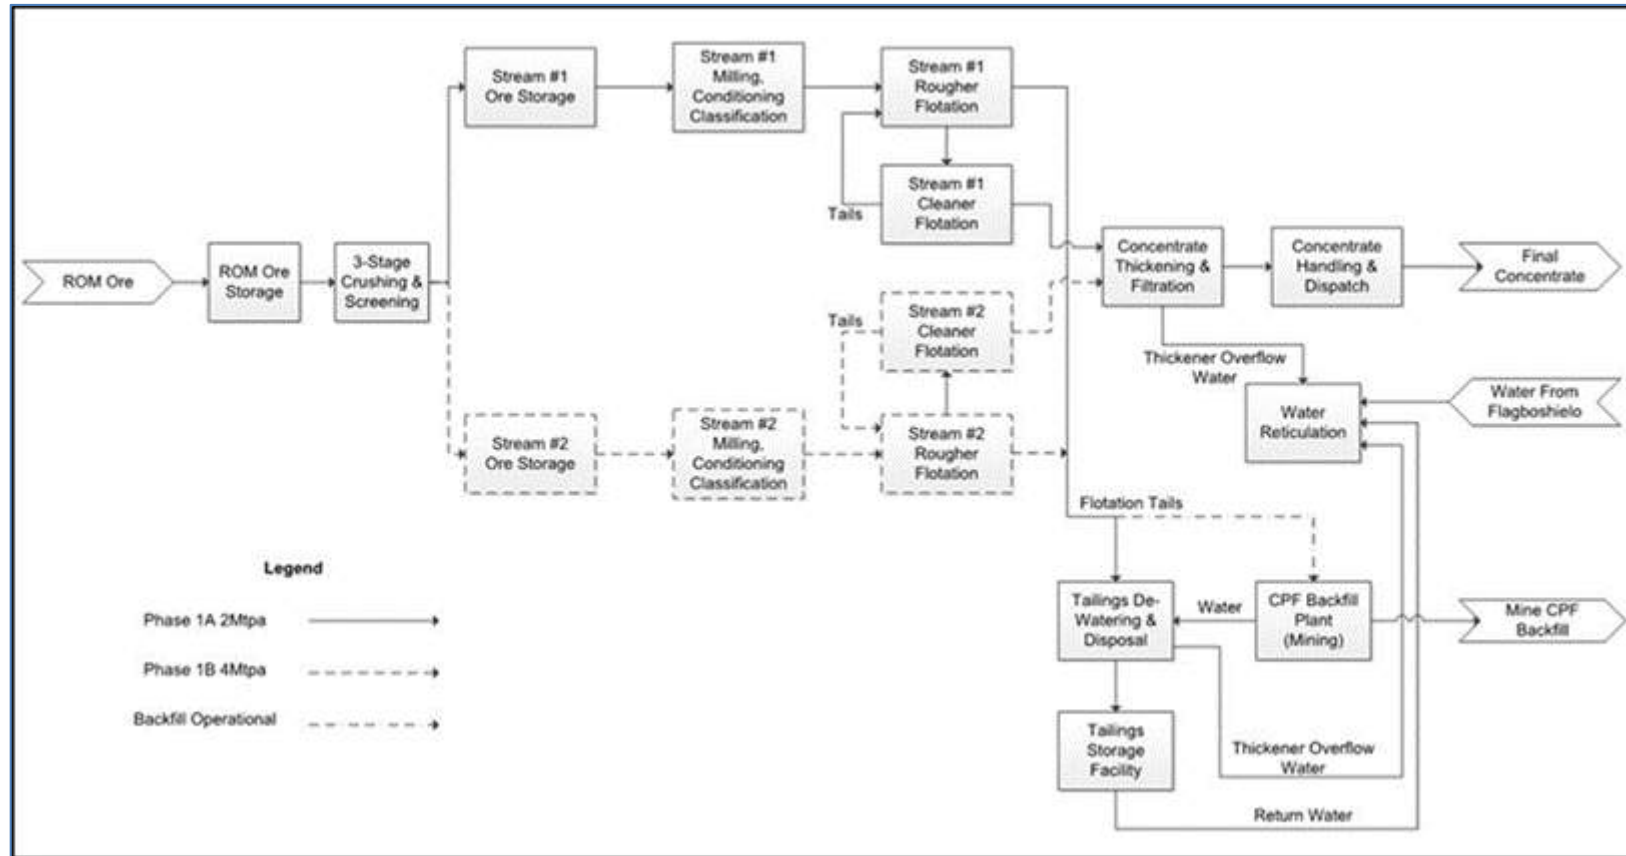 Stream #1
Ore Storage
Stream #1
Milling,
Conditioning
Classification
Stream #1
Rougher
Flotation
Stream #1
Cleaner
Flotation
Tails
ROM Ore
ROM Ore
Storage
3-Stage
Crushing &
Screening
Concentrate
Thickening &
Filtration
Concentrate
Handling &
Dispatch
Final
Concentrate
Tails
Stream #2
Cleaner
Flotation
Thickener Overflow
Water
Water From
Flagboshielo
Water
Reticulation
Stream #2
Ore Storage
Stream #2
Milling,
Conditioning
Classification
Stream #2
Rougher
Flotation
Flotation Tails
Legend
Phase 1A 2Mtpa
Phase 1B 4Mtpa
Backfill Operational
Tailings De-
Watering &
Disposal
Water
CPF Backfill
Plant
(Mining)
Mine CPF
Backfill
Tailings
Storage
Facility
Thickener Overflow
Water
Return Water